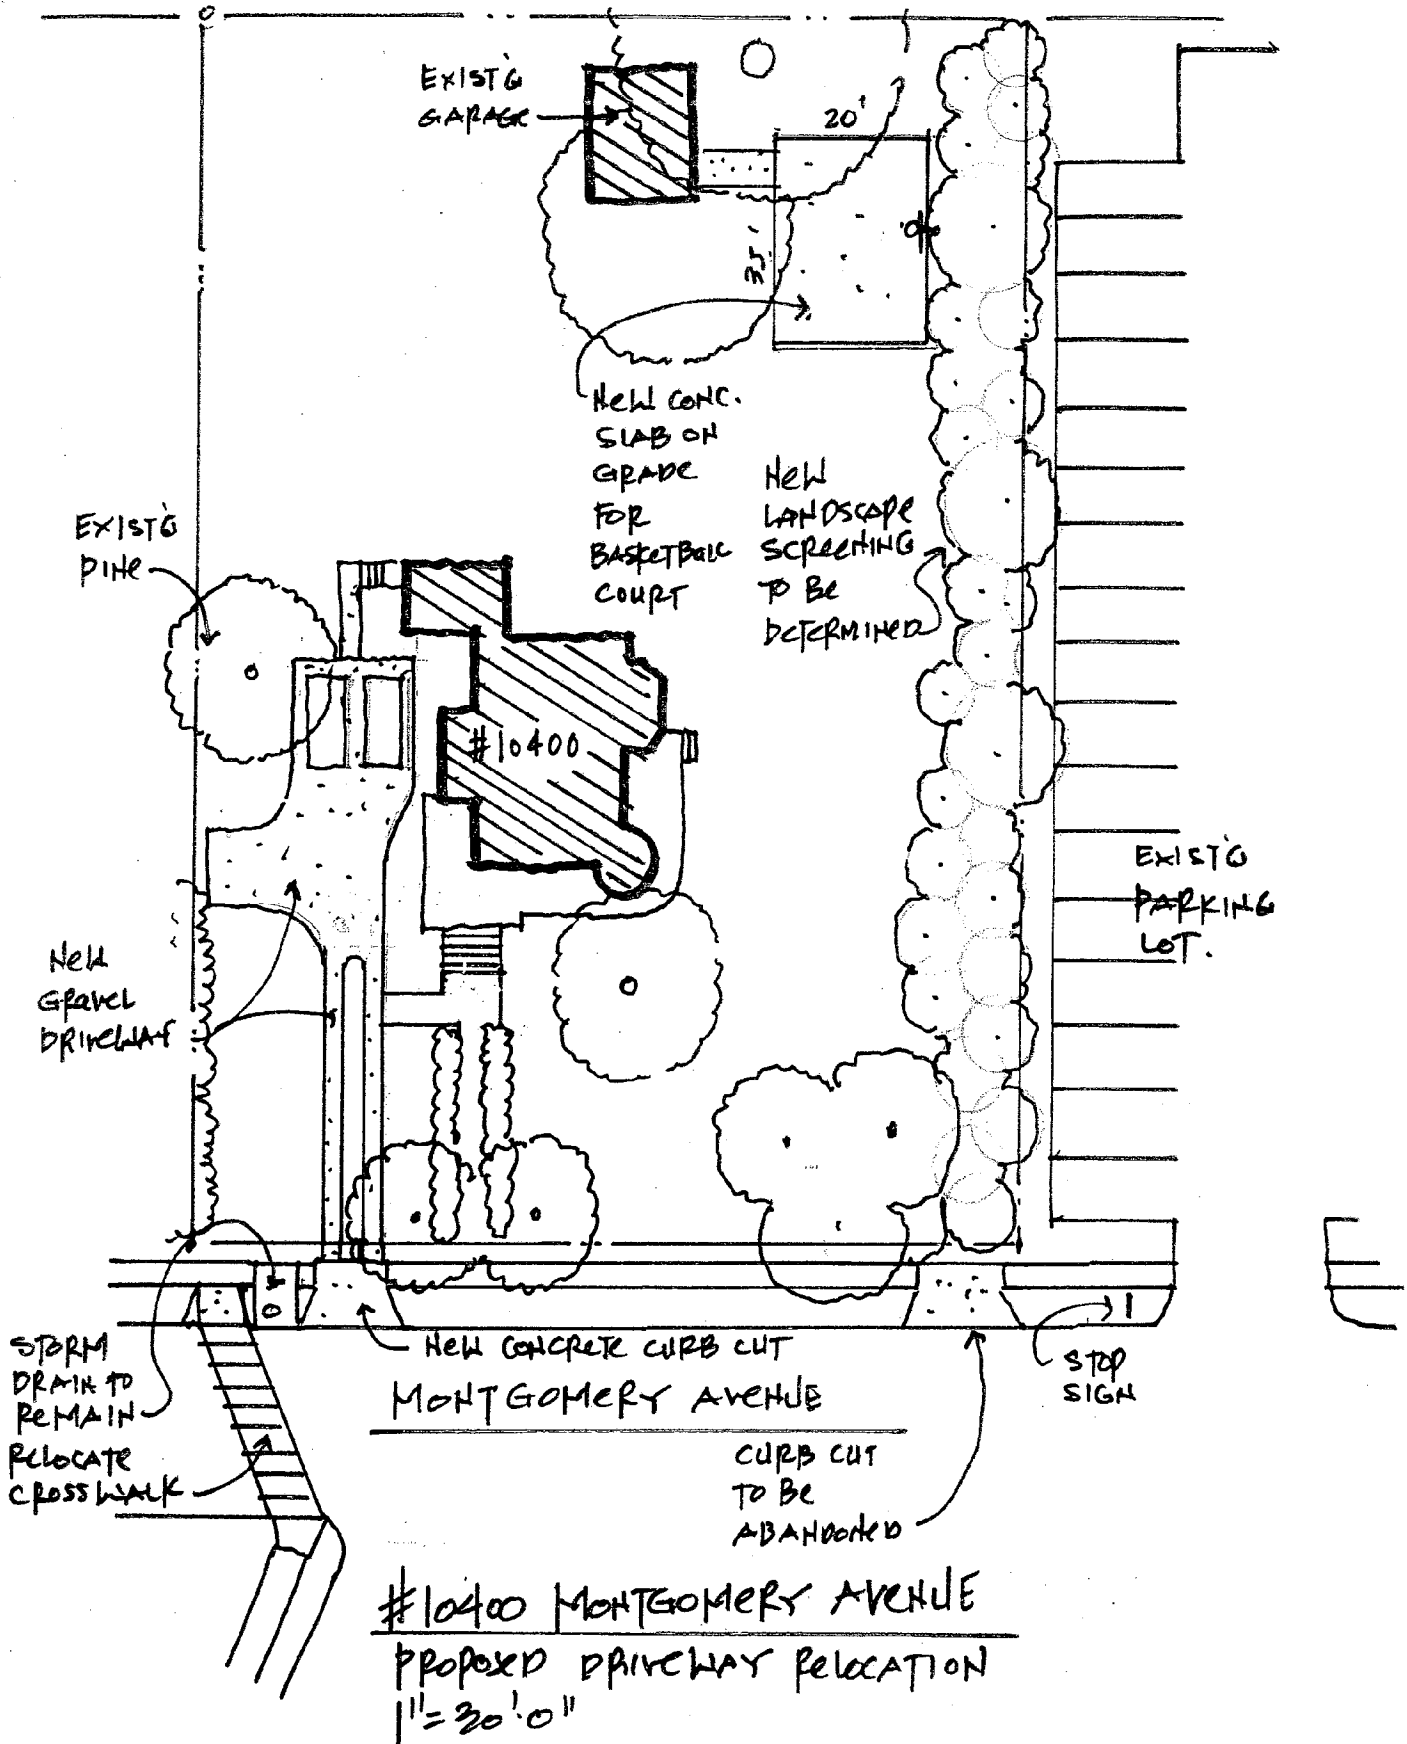 EXIST'G
GARAGE
20'
35'
NEW CONC.
SLAB ON
GRADE
FOR
BASKETBALL
COURT
NEW
LANDSCAPE
SCREENING
TO BE
DETERMINED
EXIST'G
PINE
#10400
EXIST'G
PARKING
LOT.
NEW
GRAVEL
DRIVEWAY
STORM
DRAIN TO
REMAIN
RELOCATE
CROSSWALK
NEW CONCRETE CURB CUT
MONTGOMERY AVENUE
STOP
SIGN
CURB CUT
TO BE
ABANDONED
#10400 MONTGOMERY AVENUE
PROPOSED DRIVEWAY RELOCATION
1"=30'-0"